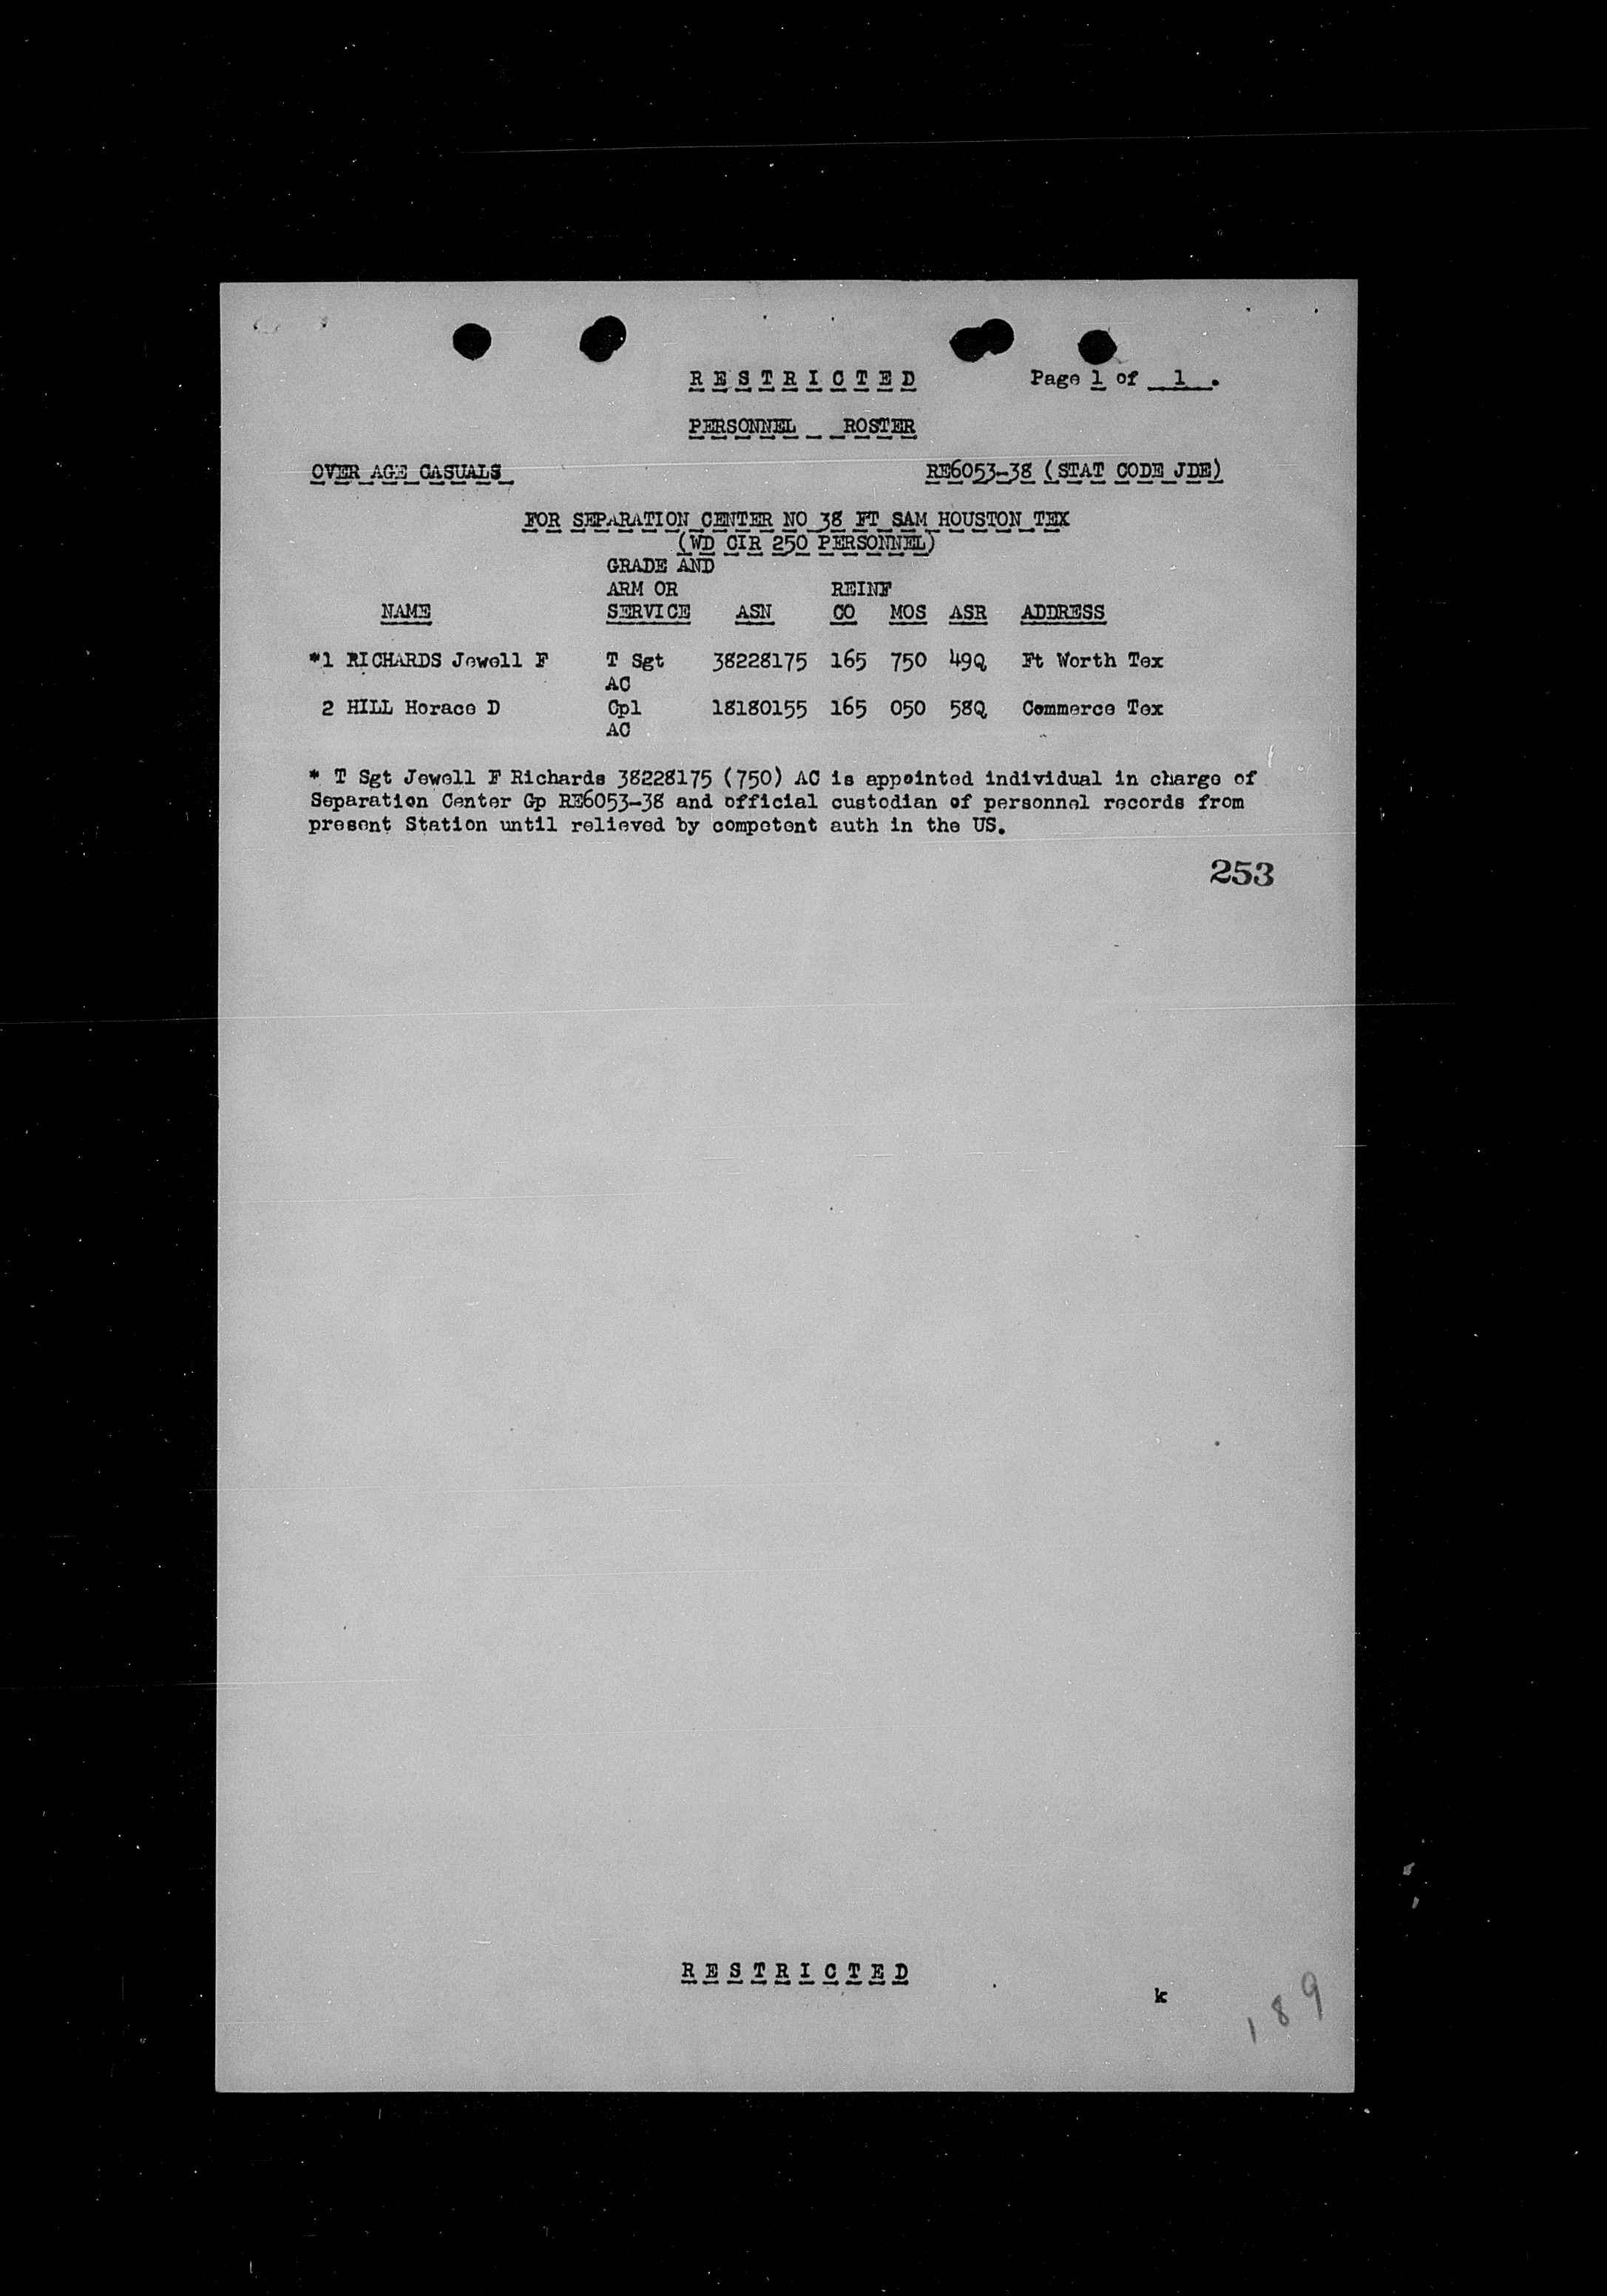 R E S T R I C T E D Page 1 of 1 .
PERSONNEL ROSTER
OVER AGE CASUALS RE6053-38 (STAT CODE JDE)
FOR SEPARATION CENTER NO 38 FT SAM HOUSTON TEX
(WD CIR 250 PERSONNEL)
GRADE AND
ARM OR REINF
NAME SERVICE ASN CO MOS ASR ADDRESS
*1 RICHARDS Jewell F T Sgt 38228175 165 750 49Q Ft Worth Tex
AC
2 HILL Horace D Cpl 18180155 165 050 58Q Commerce Tex
AC
* T Sgt Jewell F Richards 38228175 (750) AC is appointed individual in charge of
Separation Center Gp RE6053-38 and official custodian of personnel records from
present Station until relieved by competent auth in the US.
253
R E S T R I C T E D
k
189